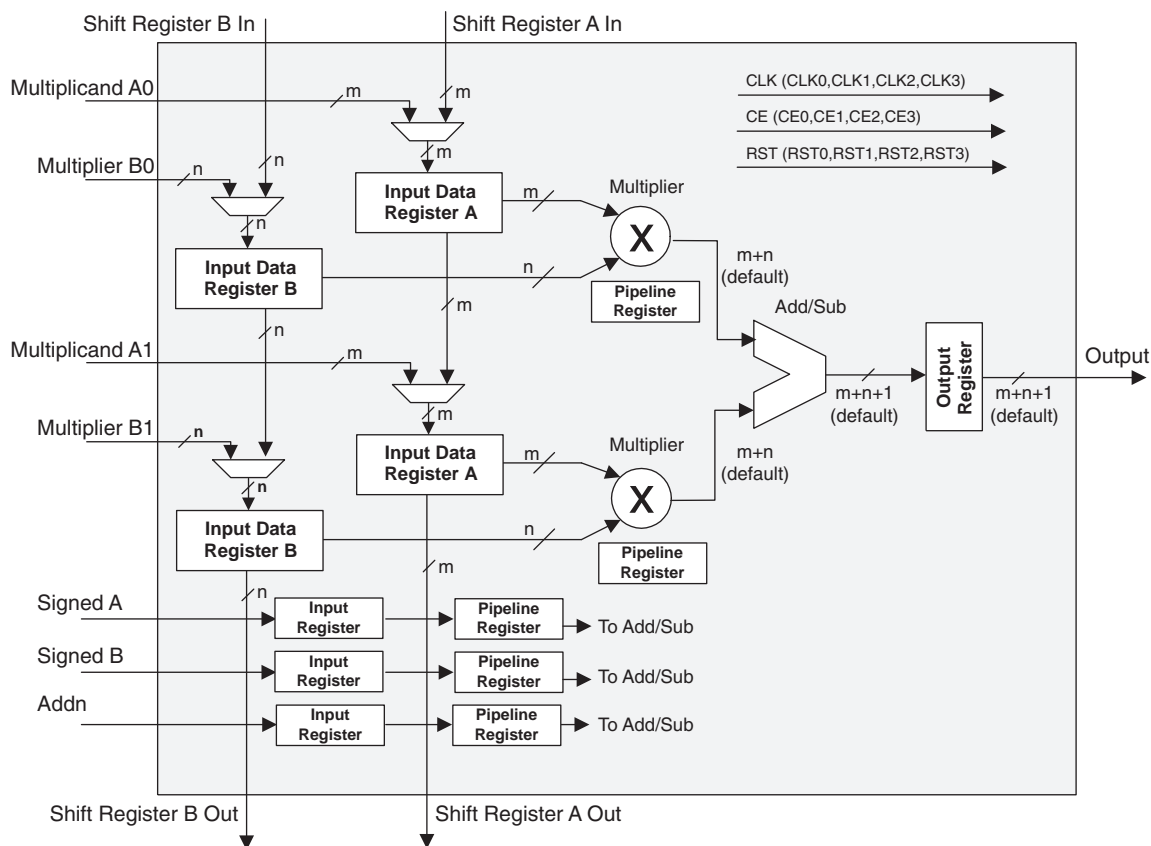 Shift Register B In
Shift Register A In
Multiplicand A0
m
m
CLK (CLK0,CLK1,CLK2,CLK3)
CE (CE0,CE1,CE2,CE3)
RST (RST0,RST1,RST2,RST3)
m
Multiplier B0
n
n
n
Input Data
Register A
m
Multiplier
X
m+n
(default)
Input Data
Register B
n
Pipeline
Register
m
n
Add/Sub
Multiplicand A1
m
m
m+n+1
(default)
Output
Register
m+n+1
(default)
Output
Multiplier B1
n
n
Input Data
Register A
m
Multiplier
X
m+n
(default)
Input Data
Register B
n
Pipeline
Register
m
n
Signed A
Input
Register
Pipeline
Register
To Add/Sub
Signed B
Input
Register
Pipeline
Register
To Add/Sub
Addn
Input
Register
Pipeline
Register
To Add/Sub
Shift Register B Out
Shift Register A Out